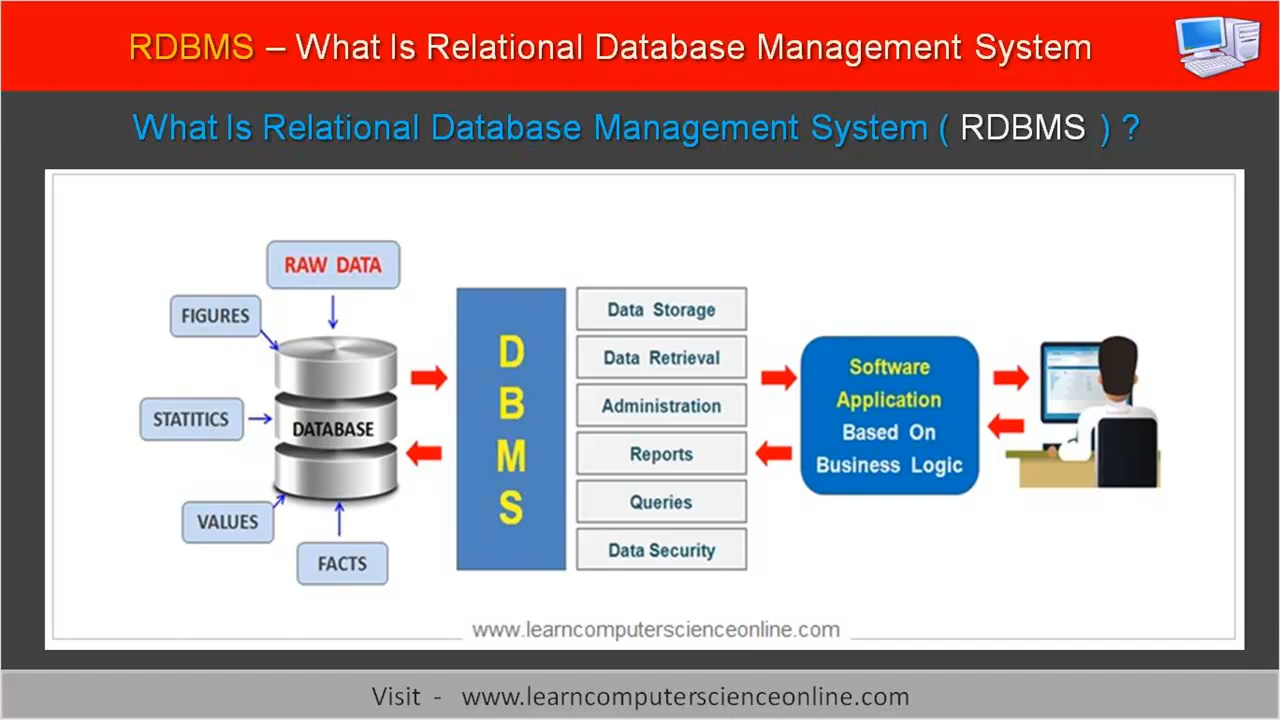 RDBMS – What Is Relational Database Management System
What Is Relational Database Management System ( RDBMS ) ?
RAW DATA
FIGURES
STATITICS
DATABASE
VALUES
FACTS
D
B
M
S
Data Storage
Data Retrieval
Administration
Reports
Queries
Data Security
Software
Application
Based On
Business Logic
www.learncomputerscienceonline.com
Visit - www.learncomputerscienceonline.com